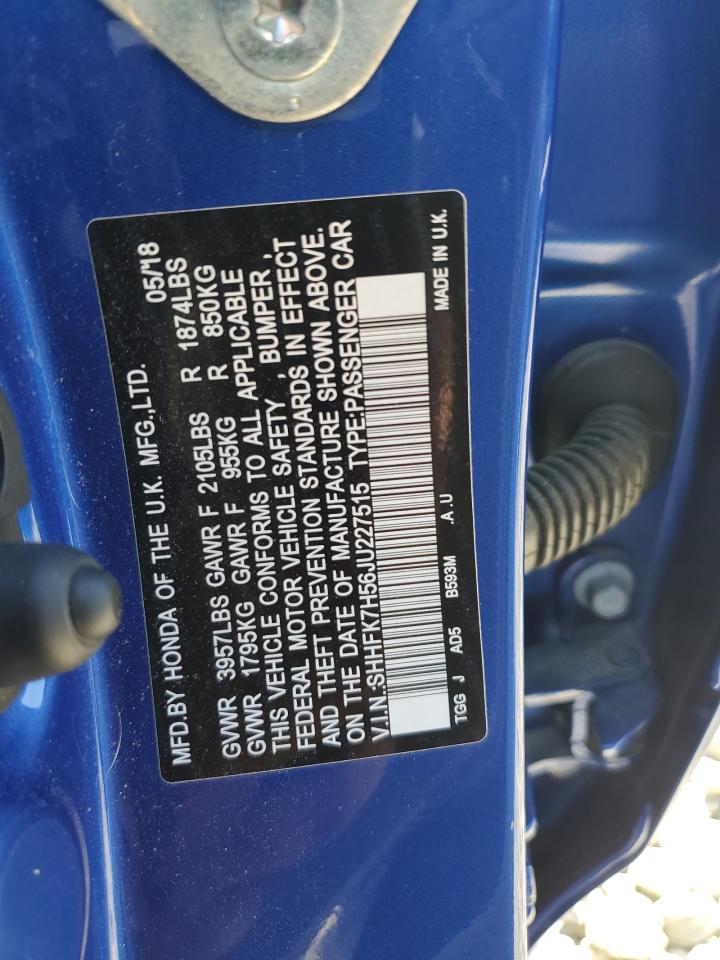 MFD.BY HONDA OF THE U.K. MFG.,LTD. 05/18
GVWR 3957LBS GAWR F 2105LBS R 1874LBS
GVWR 1795KG GAWR F 955KG R 850KG
THIS VEHICLE CONFORMS TO ALL APPLICABLE
FEDERAL MOTOR VEHICLE SAFETY, BUMPER,
AND THEFT PREVENTION STANDARDS IN EFFECT
ON THE DATE OF MANUFACTURE SHOWN ABOVE.
V.I.N.:SHHFK7H56JU227515 TYPE:PASSENGER CAR
TGG J AD5 B593M .A.U MADE IN U.K.